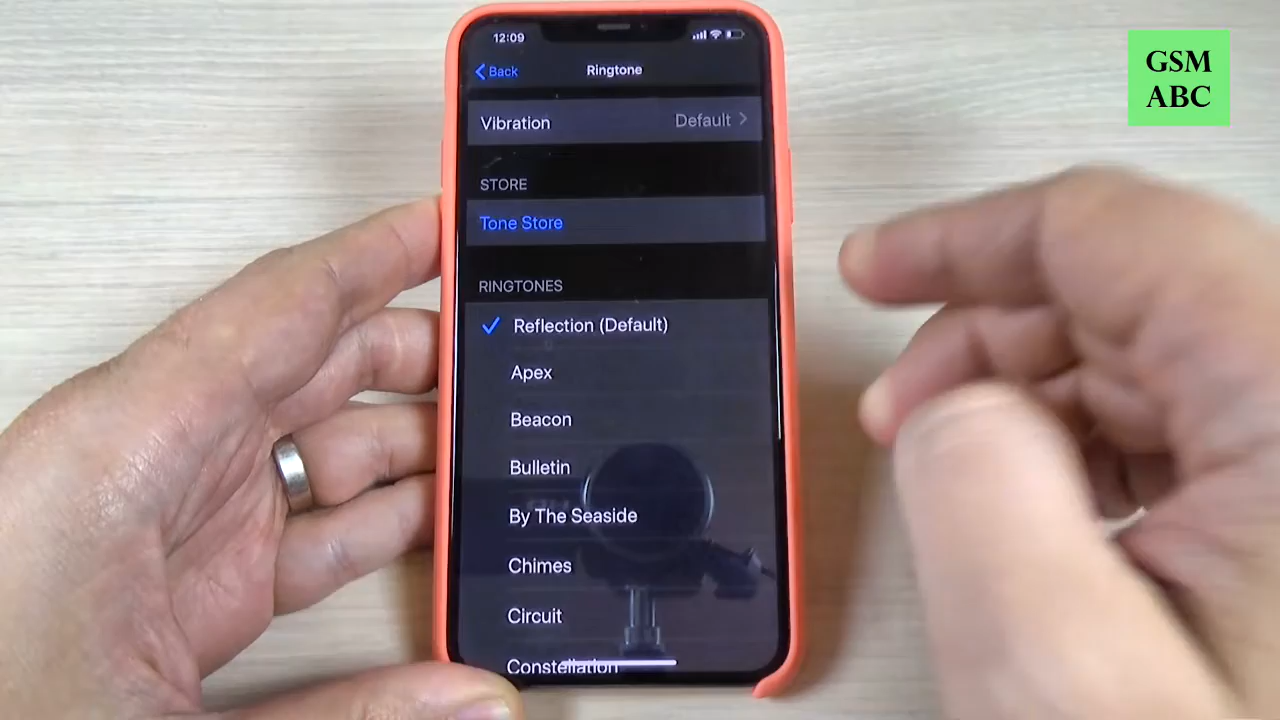 12:09
Back
Ringtone
Vibration
Default
STORE
Tone Store
RINGTONES
Reflection (Default)
Apex
Beacon
Bulletin
By The Seaside
Chimes
Circuit
Constellation
GSM
ABC